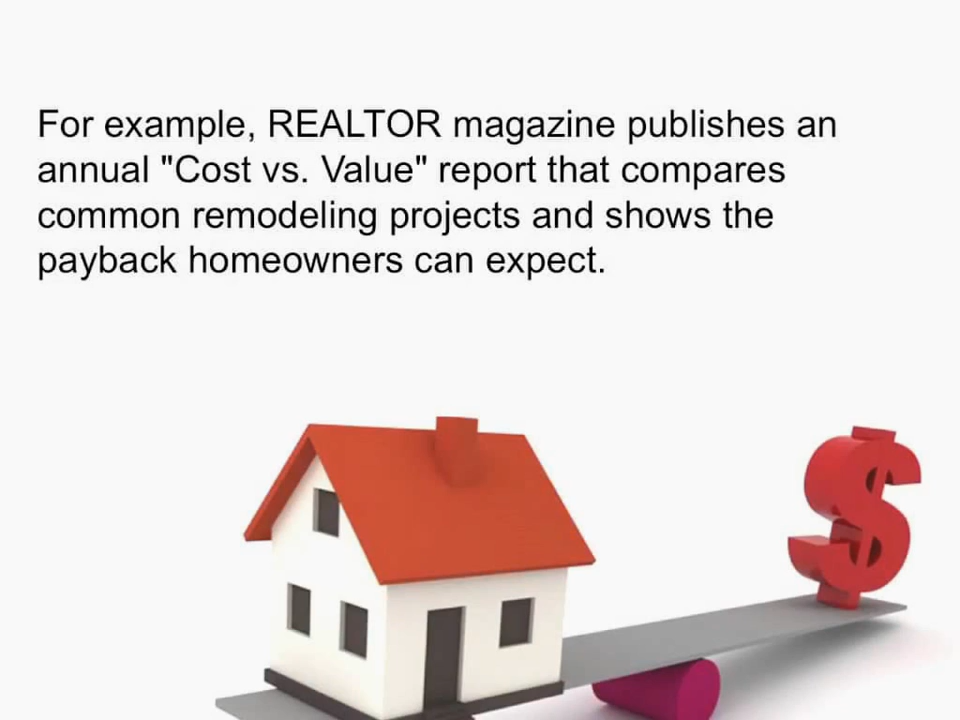 For example, REALTOR magazine publishes an
annual "Cost vs. Value" report that compares
common remodeling projects and shows the
payback homeowners can expect.
$